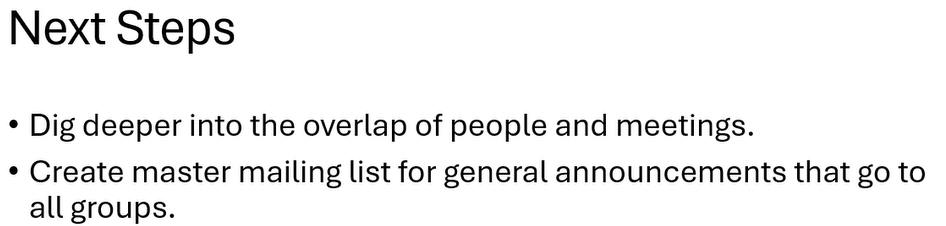 Next Steps
• Dig deeper into the overlap of people and meetings.
• Create master mailing list for general announcements that go to
all groups.